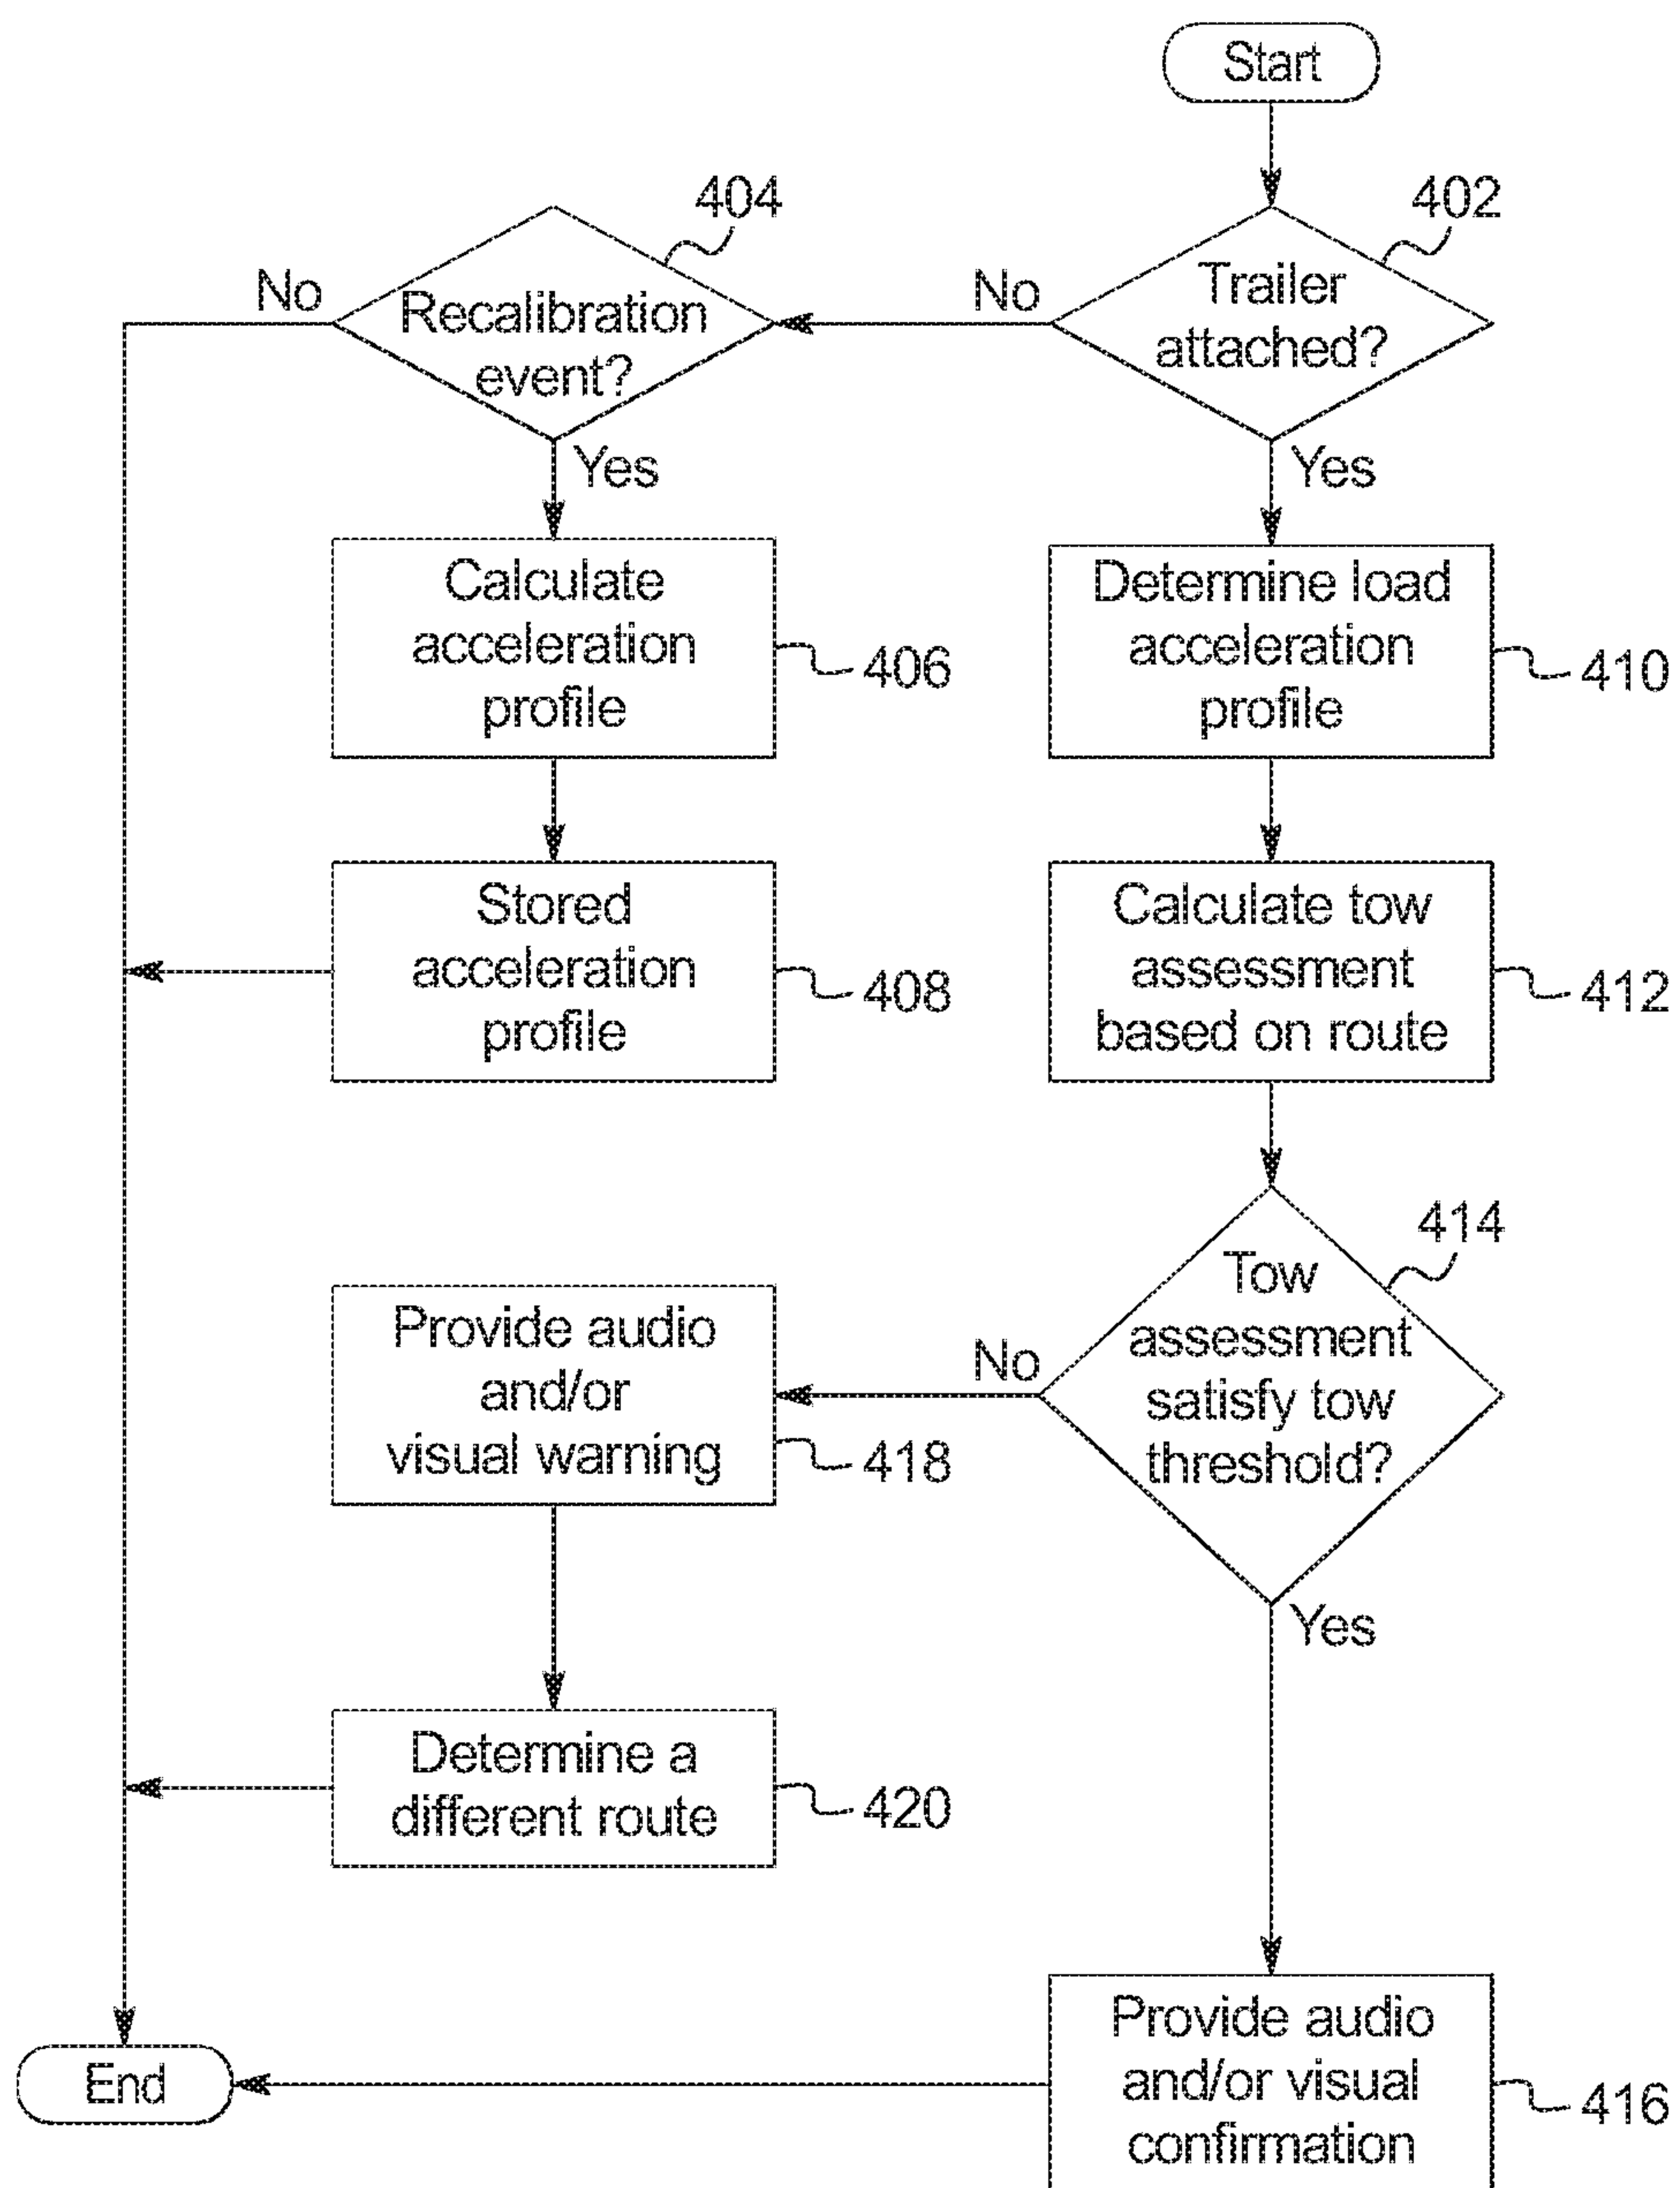 Start
404
402
No
Recalibration
event?
No
Trailer
attached?
Yes
Yes
Calculate
acceleration
profile
406
Determine load
acceleration
profile
410
Stored
acceleration
profile
408
Calculate tow
assessment
based on route
412
414
Tow
assessment
satisfy tow
threshold?
No
Provide audio
and/or
visual warning
418
Yes
Determine a
different route
420
Provide audio
and/or visual
confirmation
416
End